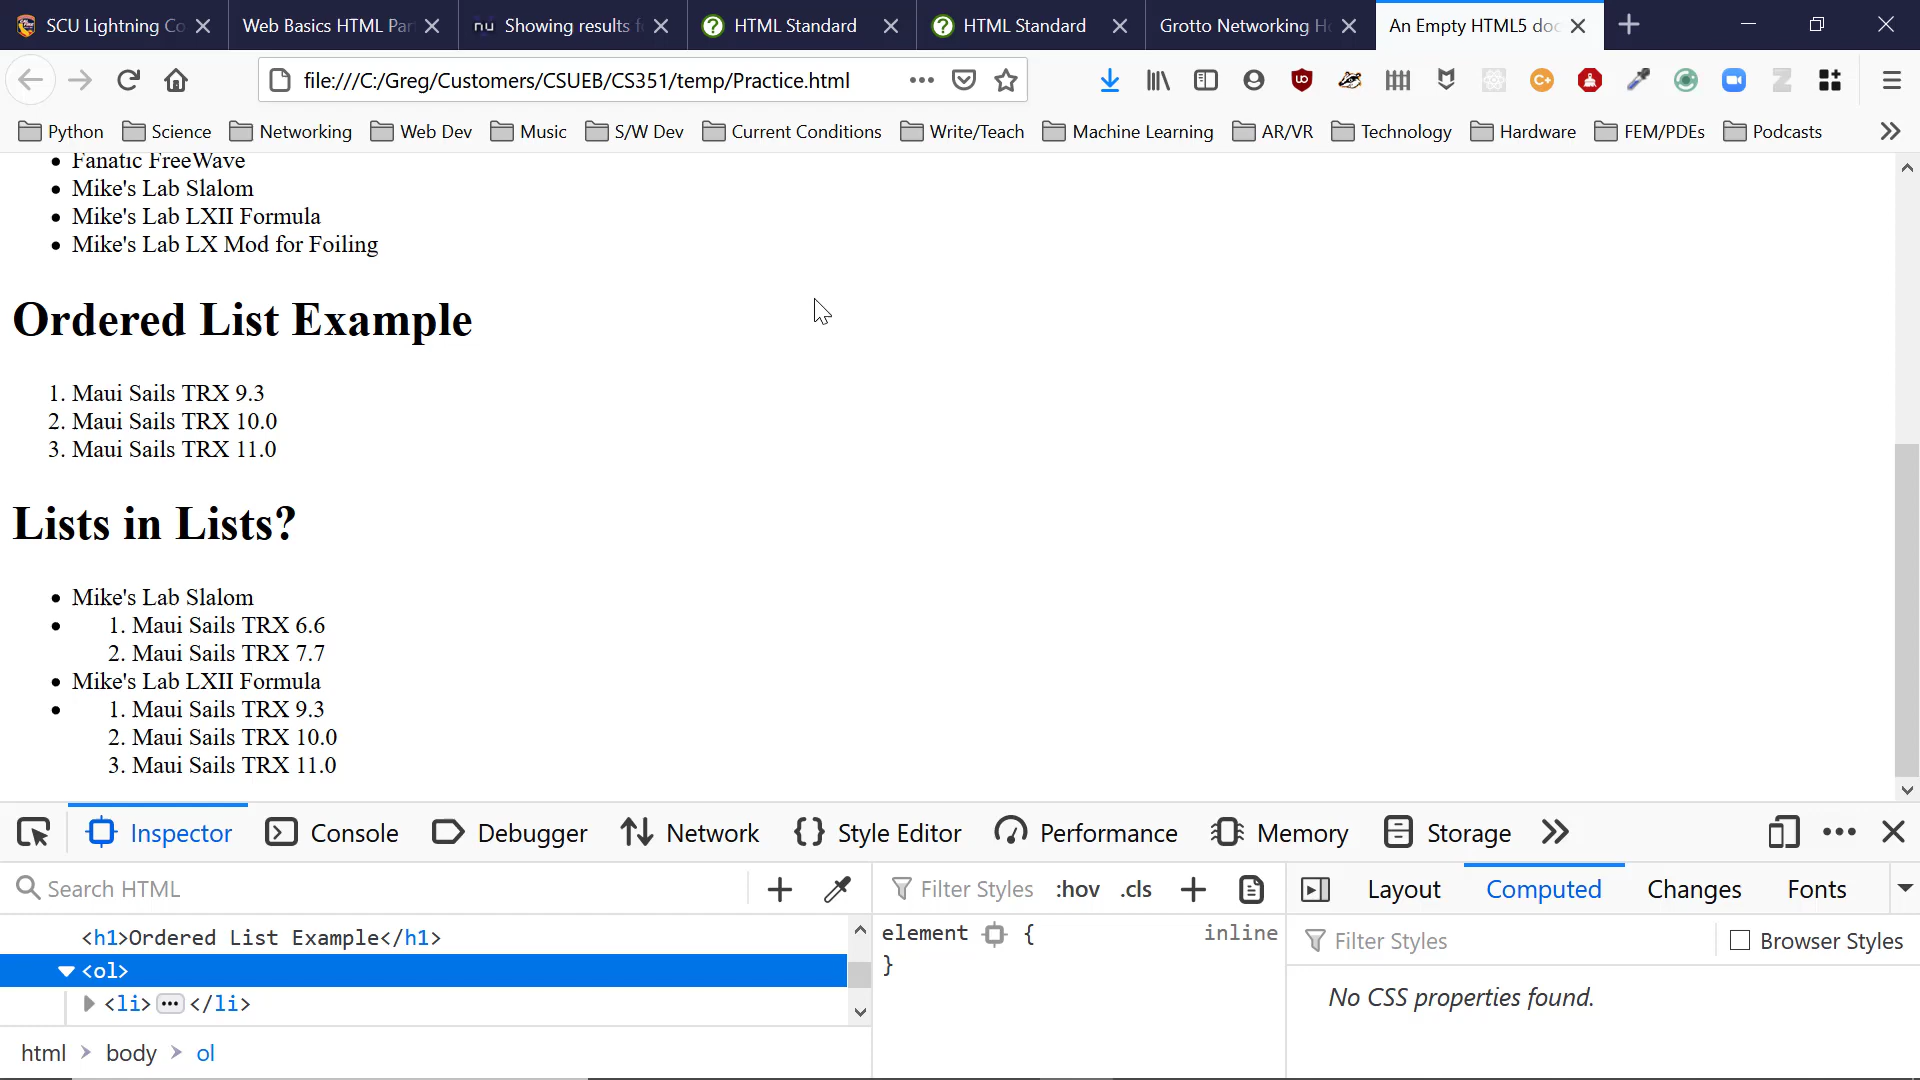 SCU Lightning Co
Web Basics HTML Par
nu Showing results f
HTML Standard
HTML Standard
Grotto Networking H
An Empty HTML5 doc
file:///C:/Greg/Customers/CSUEB/CS351/temp/Practice.html
Python
Science
Networking
Web Dev
Music
S/W Dev
Current Conditions
Write/Teach
Machine Learning
AR/VR
Technology
Hardware
FEM/PDEs
Podcasts
• Fanatic FreeWave
• Mike's Lab Slalom
• Mike's Lab LXII Formula
• Mike's Lab LX Mod for Foiling
Ordered List Example
1. Maui Sails TRX 9.3
2. Maui Sails TRX 10.0
3. Maui Sails TRX 11.0
Lists in Lists?
• Mike's Lab Slalom
• 1. Maui Sails TRX 6.6
2. Maui Sails TRX 7.7
• Mike's Lab LXII Formula
• 1. Maui Sails TRX 9.3
2. Maui Sails TRX 10.0
3. Maui Sails TRX 11.0
Inspector
Console
Debugger
Network
Style Editor
Performance
Memory
Storage
Search HTML
Filter Styles
:hov
.cls
Layout
Computed
Changes
Fonts
<h1>Ordered List Example</h1>
<ol>
<li>•••</li>
element { inline
}
Filter Styles
Browser Styles
No CSS properties found.
html > body > ol